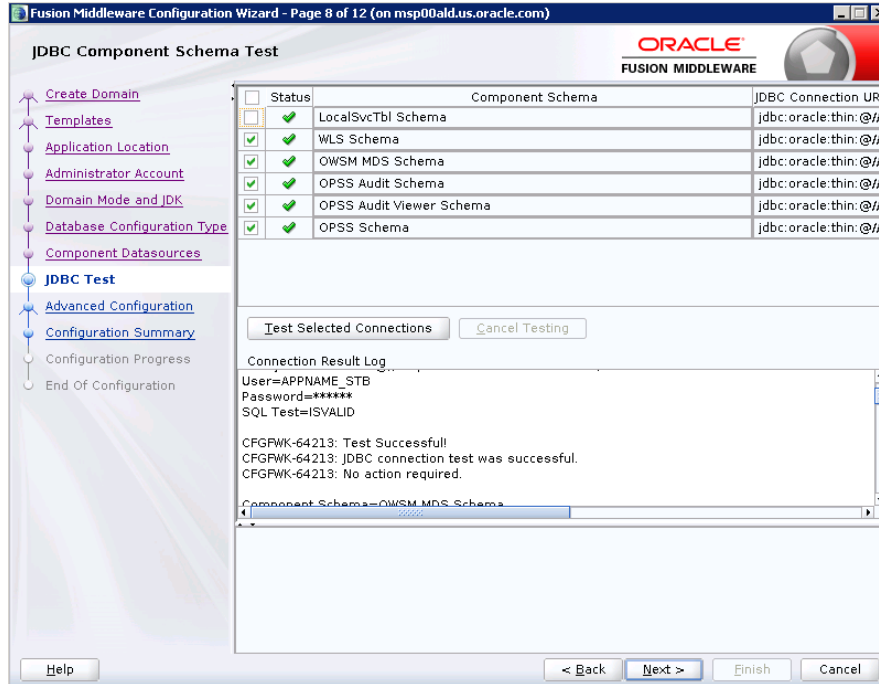 Fusion Middleware Configuration Wizard - Page 8 of 12 (on msp00ald.us.oracle.com)
JDBC Component Schema Test
ORACLE
FUSION MIDDLEWARE
Create Domain
Templates
Application Location
Administrator Account
Domain Mode and JDK
Database Configuration Type
Component Datasources
JDBC Test
Advanced Configuration
Configuration Summary
Configuration Progress
End Of Configuration
Status Component Schema JDBC Connection UR
LocalSvcTbl Schema jdbc:oracle:thin:@//
WLS Schema jdbc:oracle:thin:@//
OWSM MDS Schema jdbc:oracle:thin:@//
OPSS Audit Schema jdbc:oracle:thin:@//
OPSS Audit Viewer Schema jdbc:oracle:thin:@//
OPSS Schema jdbc:oracle:thin:@//
Test Selected Connections Cancel Testing
Connection Result Log
User=APPNAME_STB
Password=******
SQL Test=ISVALID
CFGFWK-64213: Test Successful!
CFGFWK-64213: JDBC connection test was successful.
CFGFWK-64213: No action required.
Component Schema=OWSM MDS Schema
Help < Back Next > Finish Cancel